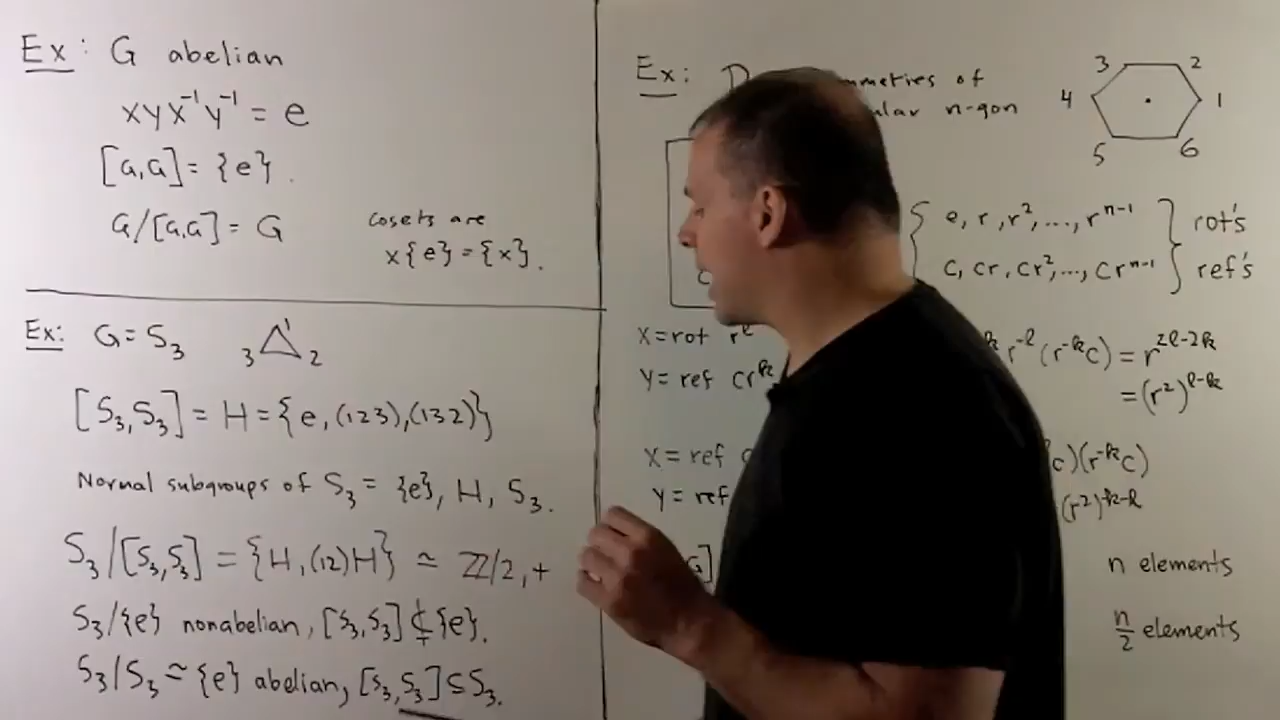 Ex: G abelian
xyx⁻¹y⁻¹ = e
[G,G] = {e}.
G/[G,G] = G
cosets are
x{e} = {x}.
Ex: G = S₃
1
3 2
[S₃,S₃] = H = {e, (123), (132)}
Normal subgroups of S₃ = {e}, H, S₃.
S₃/[S₃,S₃] = {H, (12)H} ≃ ℤ/2, +
S₃/{e} nonabelian, [S₃,S₃] ⊄ {e}.
S₃/S₃ ≃ {e} abelian, [S₃,S₃] ⊆ S₃.
Ex: of
n-gon
3 2
4 1
5 6
e, r, r², ..., rⁿ⁻¹ } rot's
c, cr, cr², ..., crⁿ⁻¹ } ref's
x = rot
y = ref
r^-l (r^-k c) = r^(2l-2k)
= (r²)^(l-k)
x = ref
y = ref
c)(r^-k c)
(r²)^(k-l)
G]
n elements
n/2 elements